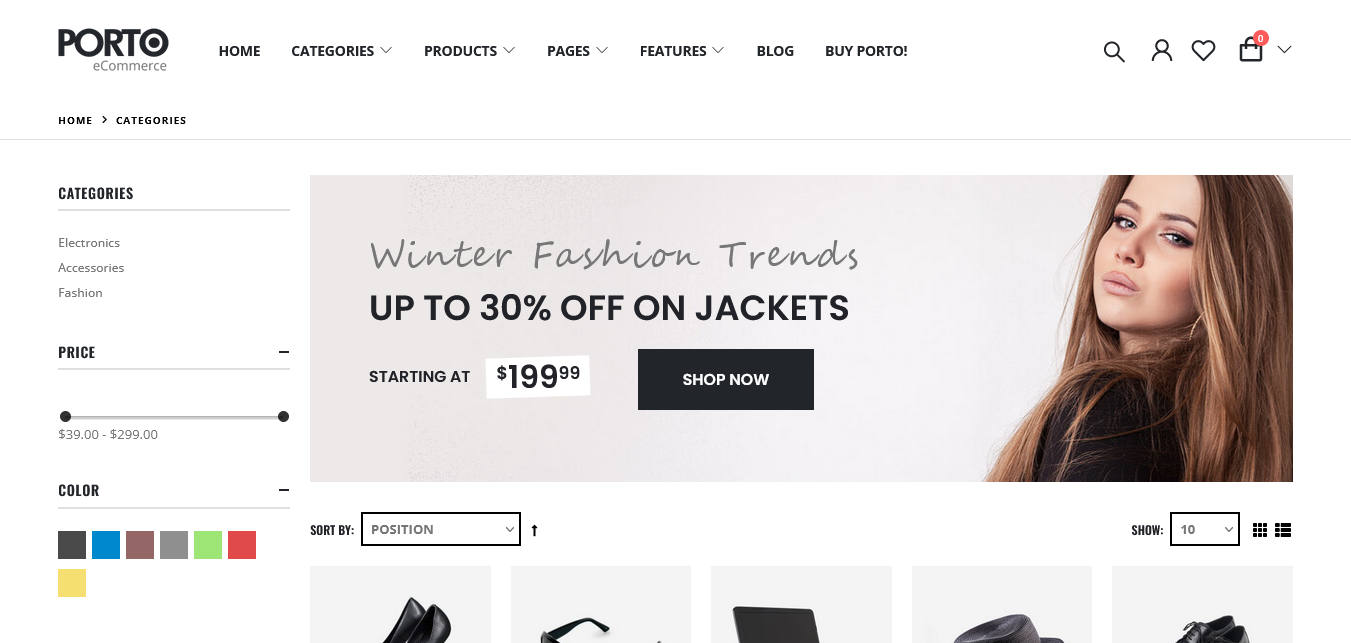 PORTO
eCommerce
HOME
CATEGORIES
PRODUCTS
PAGES
FEATURES
BLOG
BUY PORTO!
0
HOME > CATEGORIES
CATEGORIES
Electronics
Accessories
Fashion
PRICE
$39.00 - $299.00
COLOR
Winter Fashion Trends
UP TO 30% OFF ON JACKETS
STARTING AT $199.99
SHOP NOW
SORT BY: POSITION
SHOW: 10